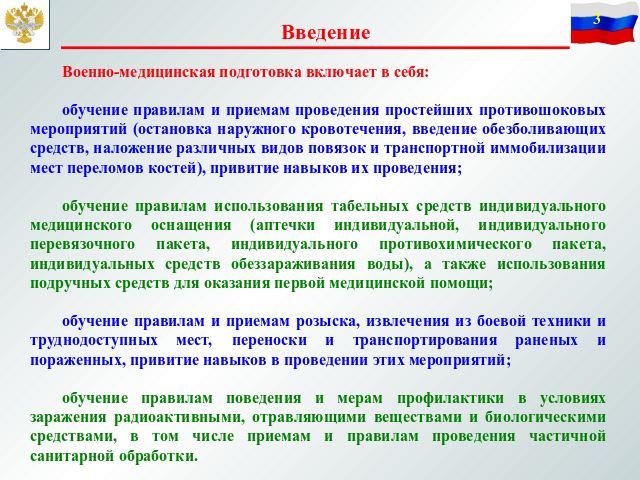 Введение
3
Военно-медицинская подготовка включает в себя:
обучение правилам и приемам проведения простейших противошоковых
мероприятий (остановка наружного кровотечения, введение обезболивающих
средств, наложение различных видов повязок и транспортной иммобилизации
мест переломов костей), привитие навыков их проведения;
обучение правилам использования табельных средств индивидуального
медицинского оснащения (аптечки индивидуальной, индивидуального
перевязочного пакета, индивидуального противохимического пакета,
индивидуальных средств обеззараживания воды), а также использования
подручных средств для оказания первой медицинской помощи;
обучение правилам и приемам розыска, извлечения из боевой техники и
труднодоступных мест, переноски и транспортирования раненых и
пораженных, привитие навыков в проведении этих мероприятий;
обучение правилам поведения и мерам профилактики в условиях
заражения радиоактивными, отравляющими веществами и биологическими
средствами, в том числе приемам и правилам проведения частичной
санитарной обработки.